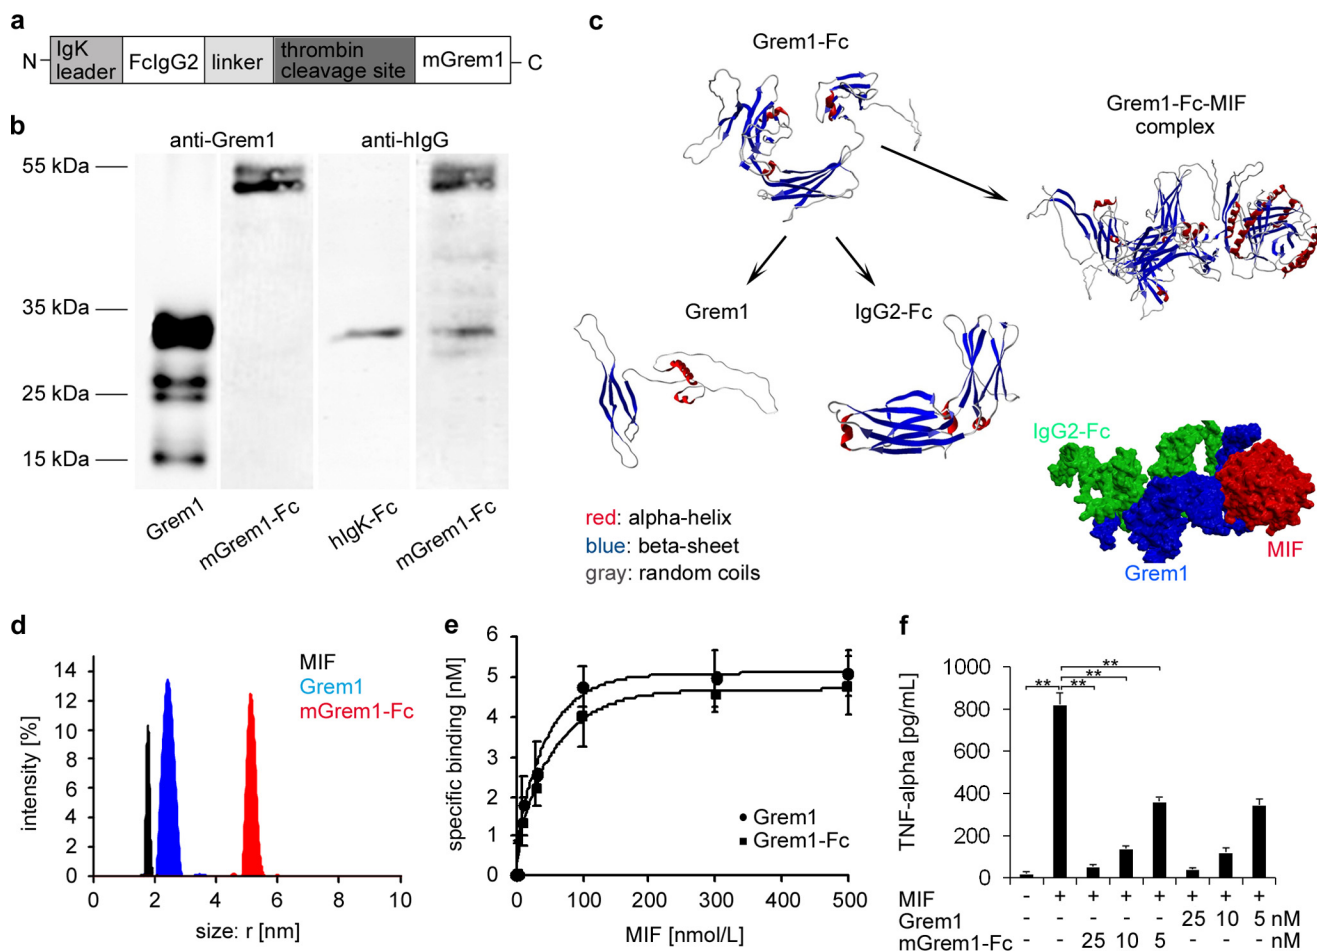 a
N
IgK
leader
FcIgG2
linker
thrombin
cleavage site
mGrem1
C
b
anti-Grem1
anti-hIgG
55 kDa
35 kDa
25 kDa
15 kDa
Grem1
mGrem1-Fc
hIgK-Fc
mGrem1-Fc
c
Grem1-Fc
Grem1-Fc-MIF
complex
Grem1
IgG2-Fc
red: alpha-helix
blue: beta-sheet
gray: random coils
IgG2-Fc
MIF
Grem1
d
MIF
Grem1
mGrem1-Fc
intensity [%]
14
12
10
8
6
4
2
0
0 2 4 6 8 10
size: r [nm]
e
specific binding [nM]
6
5
4
3
2
1
0
Grem1
Grem1-Fc
0 100 200 300 400 500
MIF [nmol/L]
f
TNF-alpha [pg/mL]
1000
800
600
400
200
0
**
**
**
**
MIF - + + + + + + +
Grem1 - - - - - 25 10 5 nM
mGrem1-Fc - - 25 10 5 - - - nM